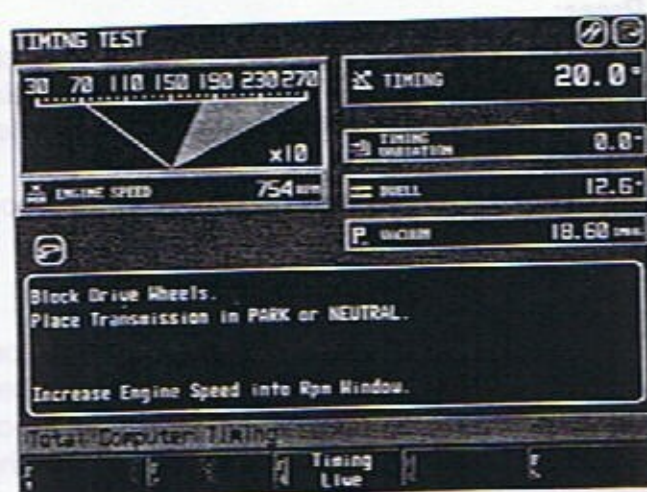 TIMING TEST
30 70 110 150 190 230 270
x10
ENGINE SPEED 754 RPM
TIMING 20.0°
TIMING VARIATION 0.0°
DWELL 12.6°
P. VACUUM 18.60
Block Drive Wheels.
Place Transmission in PARK or NEUTRAL.
Increase Engine Speed into Rpm Window.
Total Computer Timing
Timing
Live